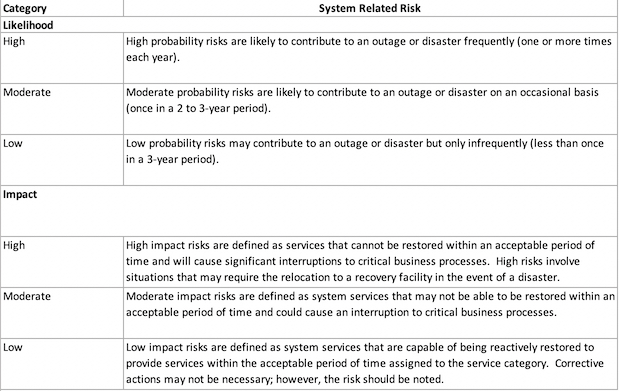 Category System Related Risk
Likelihood
High High probability risks are likely to contribute to an outage or disaster frequently (one or more times
each year).
Moderate Moderate probability risks are likely to contribute to an outage or disaster on an occasional basis
(once in a 2 to 3-year period).
Low Low probability risks may contribute to an outage or disaster but only infrequently (less than once
in a 3-year period).
Impact
High High impact risks are defined as services that cannot be restored within an acceptable period of
time and will cause significant interruptions to critical business processes.  High risks involve
situations that may require the relocation to a recovery facility in the event of a disaster.
Moderate Moderate impact risks are defined as system services that may not be able to be restored within an
acceptable period of time and could cause an interruption to critical business processes.
Low Low impact risks are defined as system services that are capable of being reactively restored to
provide services within the acceptable period of time assigned to the service category.  Corrective
actions may not be necessary; however, the risk should be noted.